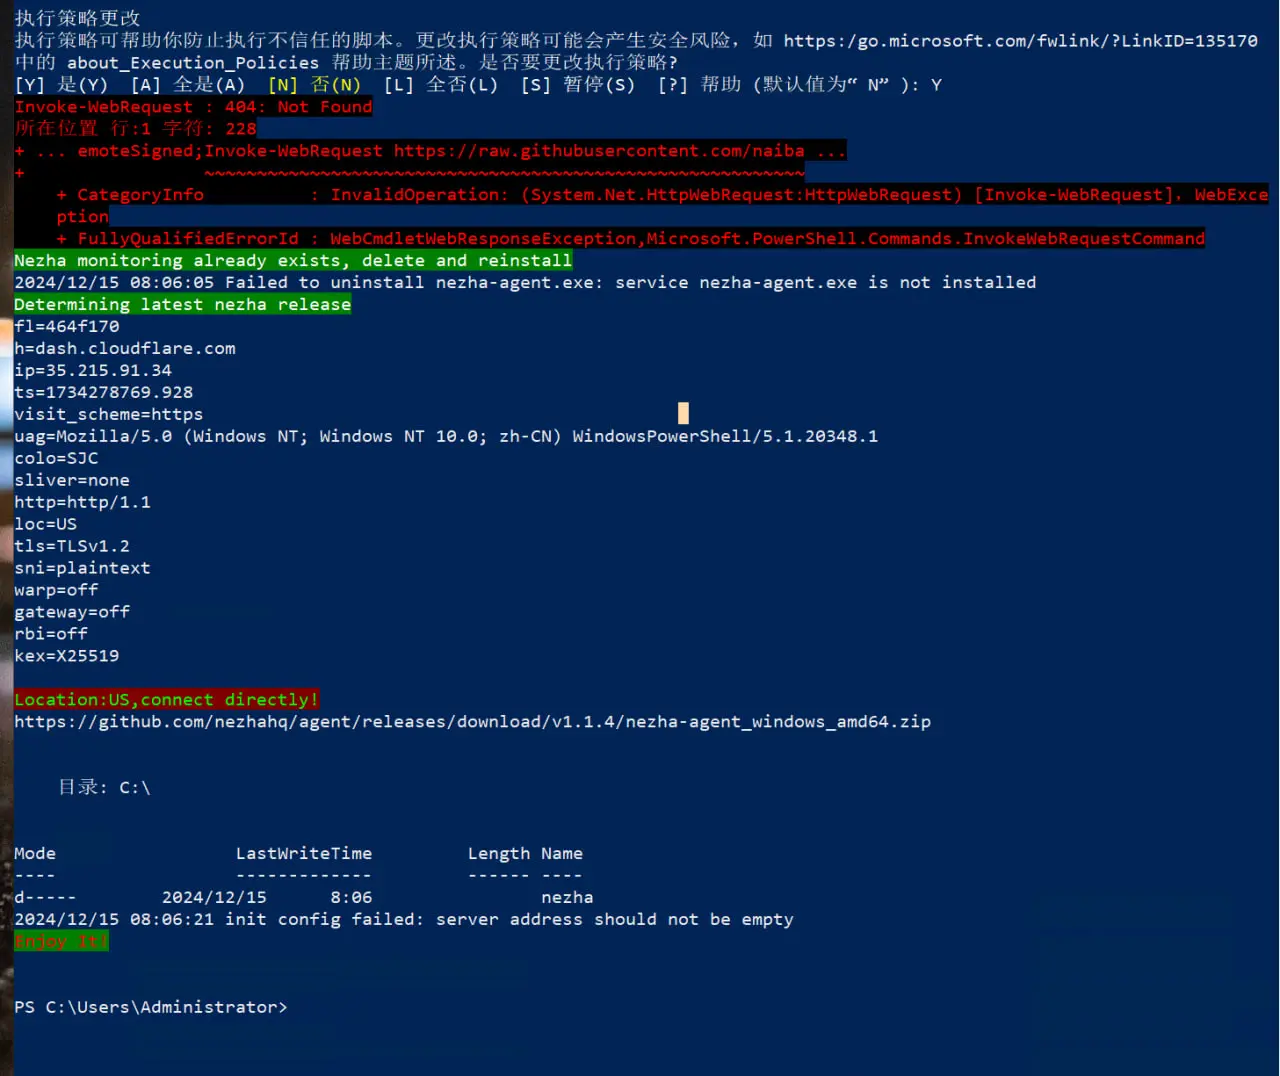 执行策略更改
执行策略可帮助你防止执行不信任的脚本。更改执行策略可能会产生安全风险，如 https:/go.microsoft.com/fwlink/?LinkID=135170
中的 about_Execution_Policies 帮助主题所述。是否要更改执行策略?
[Y] 是(Y)  [A] 全是(A)  [N] 否(N)  [L] 全否(L)  [S] 暂停(S)  [?] 帮助 (默认值为“ N” ): Y
Invoke-WebRequest : 404: Not Found
所在位置 行:1 字符: 228
+ ... emoteSigned;Invoke-WebRequest https://raw.githubusercontent.com/naiba ...
+                   ~~~~~~~~~~~~~~~~~~~~~~~~~~~~~~~~~~~~~~~~~~~~~~~~~~~~~~~~~
    + CategoryInfo          : InvalidOperation: (System.Net.HttpWebRequest:HttpWebRequest) [Invoke-WebRequest], WebExce
    ption
    + FullyQualifiedErrorId : WebCmdletWebResponseException,Microsoft.PowerShell.Commands.InvokeWebRequestCommand
Nezha monitoring already exists, delete and reinstall
2024/12/15 08:06:05 Failed to uninstall nezha-agent.exe: service nezha-agent.exe is not installed
Determining latest nezha release
fl=464f170
h=dash.cloudflare.com
ip=35.215.91.34
ts=1734278769.928
visit_scheme=https
uag=Mozilla/5.0 (Windows NT; Windows NT 10.0; zh-CN) WindowsPowerShell/5.1.20348.1
colo=SJC
sliver=none
http=http/1.1
loc=US
tls=TLSv1.2
sni=plaintext
warp=off
gateway=off
rbi=off
kex=X25519
Location:US,connect directly!
https://github.com/nezhahq/agent/releases/download/v1.1.4/nezha-agent_windows_amd64.zip
    目录: C:\
Mode                 LastWriteTime         Length Name
----                 -------------         ------ ----
d-----        2024/12/15      8:06                nezha
2024/12/15 08:06:21 init config failed: server address should not be empty
Enjoy It!
PS C:\Users\Administrator>